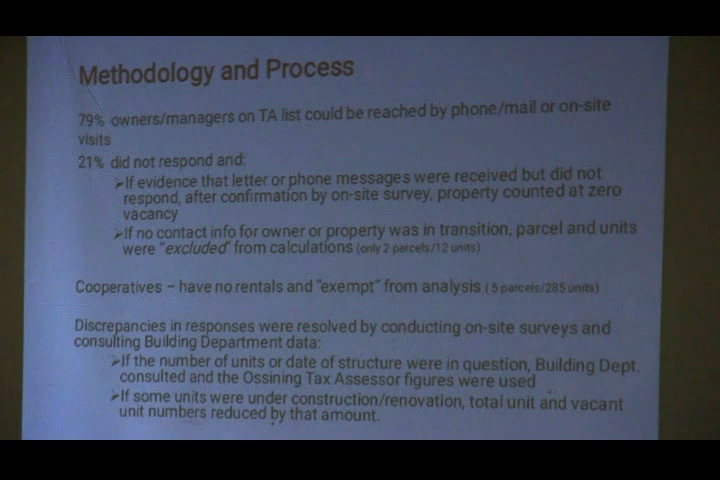 Methodology and Process
79% owners/managers on TA list could be reached by phone/mail or on-site
visits
21% did not respond and:
➢If evidence that letter or phone messages were received but did not
respond, after confirmation by on-site survey, property counted at zero
vacancy
➢If no contact info for owner or property was in transition, parcel and units
were "excluded" from calculations (only 2 parcels/12 units)
Cooperatives – have no rentals and "exempt" from analysis ( 5 parcels/285 units)
Discrepancies in responses were resolved by conducting on-site surveys and
consulting Building Department data:
➢If the number of units or date of structure were in question, Building Dept.
consulted and the Ossining Tax Assessor figures were used
➢If some units were under construction/renovation, total unit and vacant
unit numbers reduced by that amount.